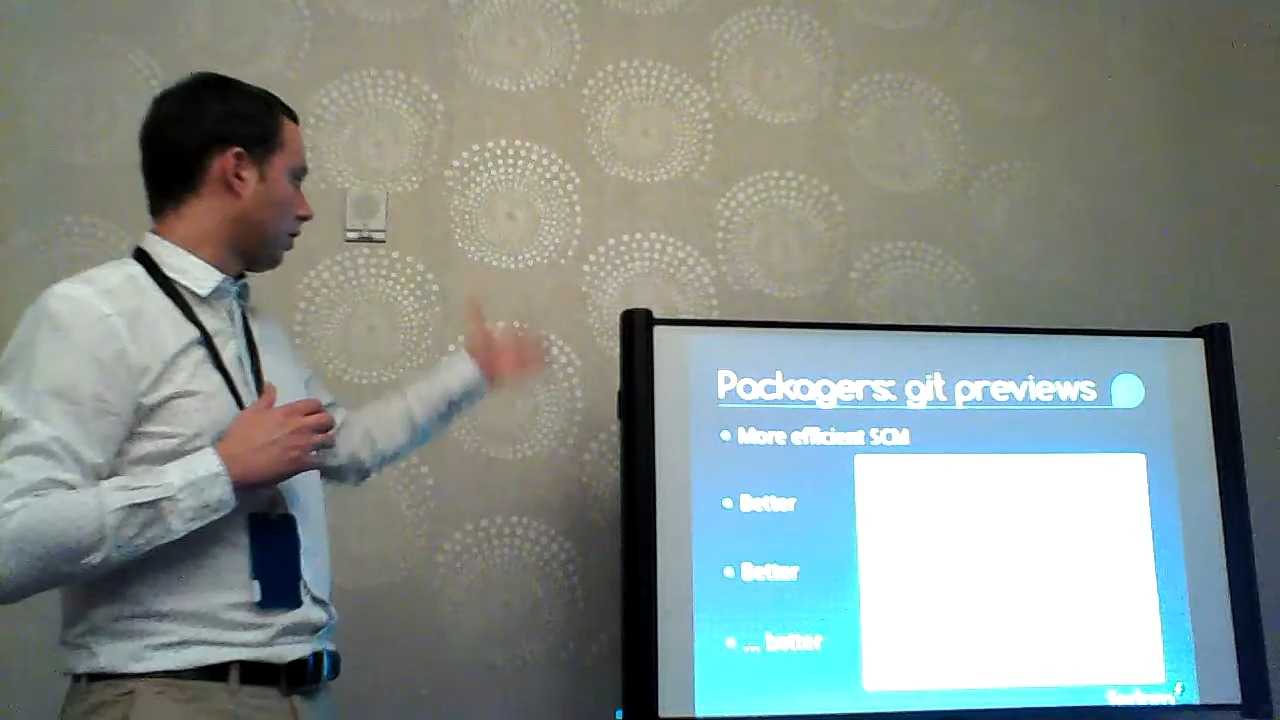 Packagers: git previews
More efficient SCM
Better
Better
... better